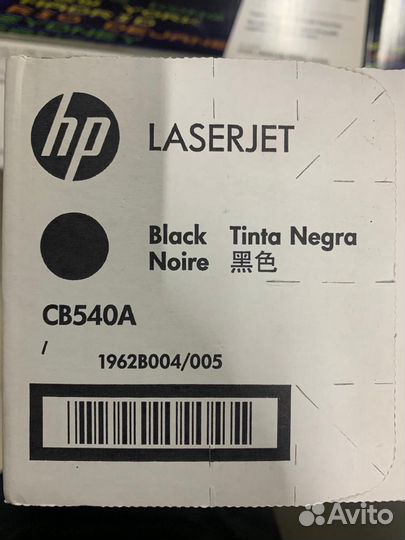 hp LASERJET
Black Tinta Negra
Noire 黑色
CB540A
/
1962B004/005
Avito